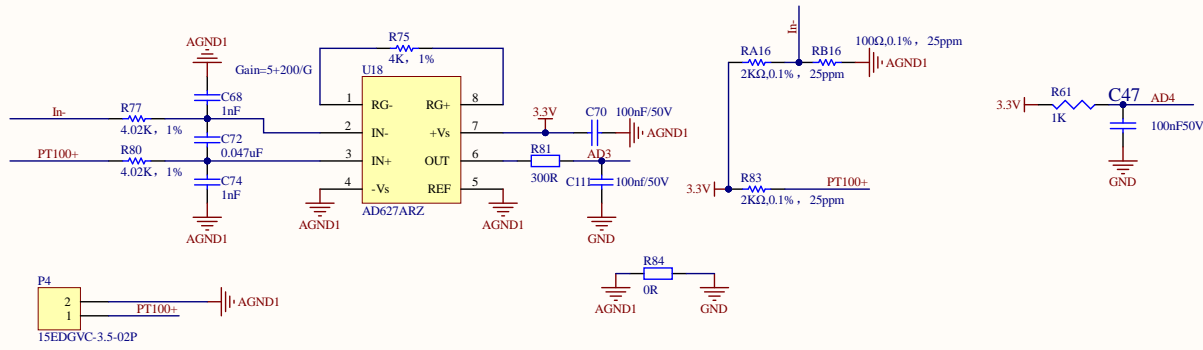 R75
4K，1%
AGND1
Gain=5+200/G
U18
1
RG-
RG+
8
C68
1nF
In-
R77
4.02K，1%
2
IN-
+Vs
7
3.3V
C70
100nF/50V
AGND1
C72
0.047uF
PT100+
R80
4.02K，1%
3
IN+
OUT
6
R81
300R
AD3
C111
100nf/50V
GND
C74
1nF
AGND1
4
-Vs
REF
5
AGND1
AD627ARZ
AGND1
In-
RA16
2KΩ,0.1%，25ppm
RB16
100Ω,0.1%，25ppm
AGND1
3.3V
R83
2KΩ,0.1%，25ppm
PT100+
3.3V
R61
1K
C47
AD4
100nF50V
GND
P4
2
1
AGND1
PT100+
15EDGVC-3.5-02P
R84
0R
AGND1
GND